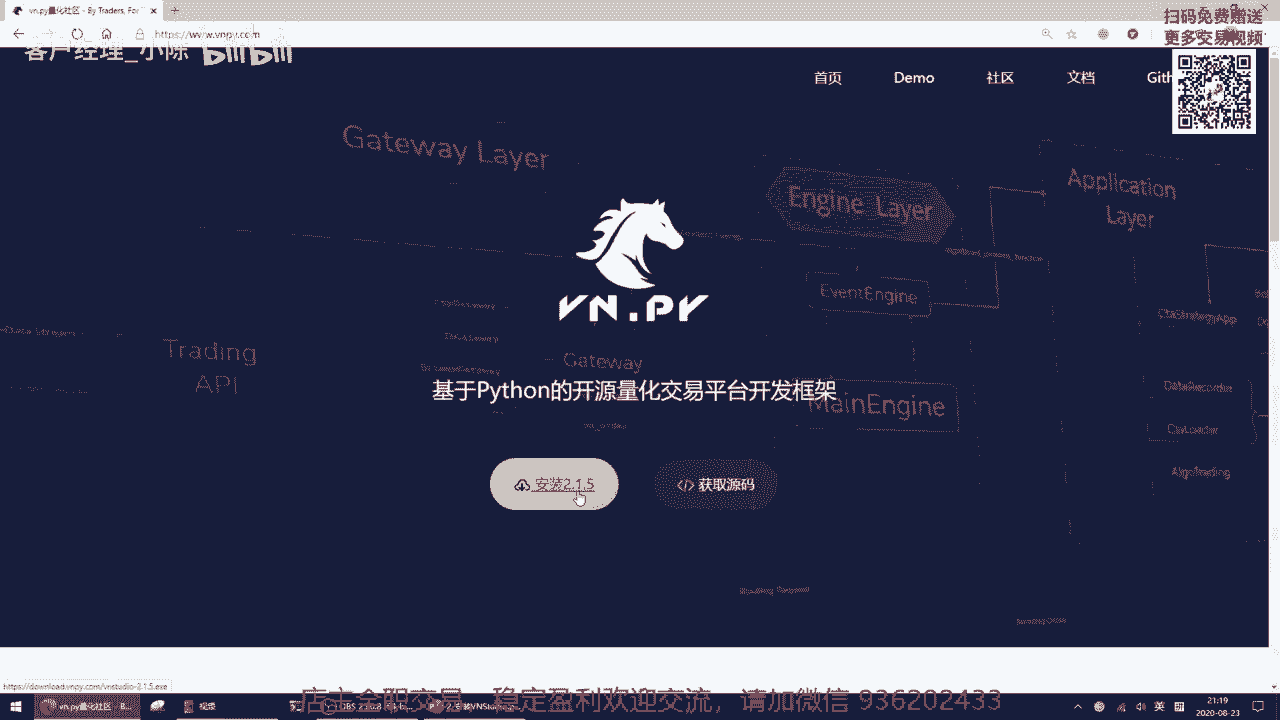 vn.py量化社区 - By Traders, For
https://www.vnpy.com
扫码免费赠送
更多交易视频
客户经理_小陈 bilibili
首页 Demo 社区 文档 Gith
Gateway Layer
Engine Layer
Application
Layer
EventEngine
CtaStrategyApp
Trading
API
Gateway
VN.PY
基于Python的开源量化交易平台开发框架
MainEngine
DataRecorder
CsvLoader
AlgoTrading
安装2.1.5
获取源码
https://download.vnpy.com/vnstudio-2.1.5.exe
店主全职交易，稳定盈利欢迎交流，请加微信 936202433
英
21:19
2020-08-23